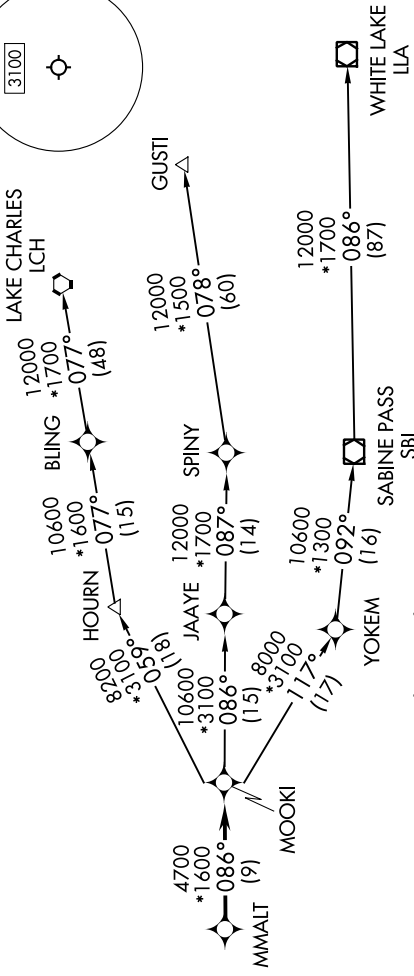 3100
LAKE CHARLES
LCH
12000
*1700
077°
(48)
BLING
10600
*1600
077°
(15)
HOURN
8200
*3100
059°
(18)
GUSTI
12000
*1500
078°
(60)
SPINY
12000
*1700
087°
(14)
JAAYE
10600
*3100
086°
(15)
WHITE LAKE
LLA
12000
*1700
086°
(87)
SABINE PASS
SBI
10600
*1300
092°
(16)
YOKEM
8000
*3100
117°
(17)
MOOKI
4700
*1600
086°
(9)
MMALT